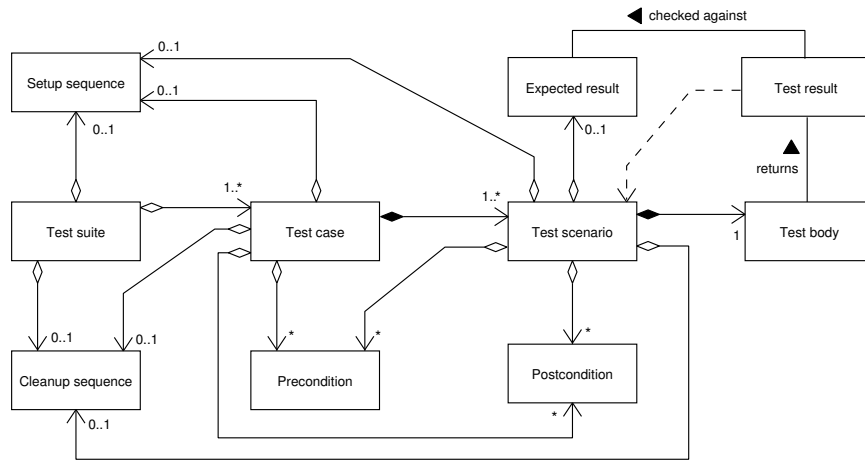 checked against
0..1
Setup sequence
Expected result
Test result
0..1
0..1
0..1
returns
1..*
1..*
Test suite
Test case
Test scenario
Test body
1
0..1
0..1
*
*
*
Cleanup sequence
Precondition
Postcondition
0..1
*